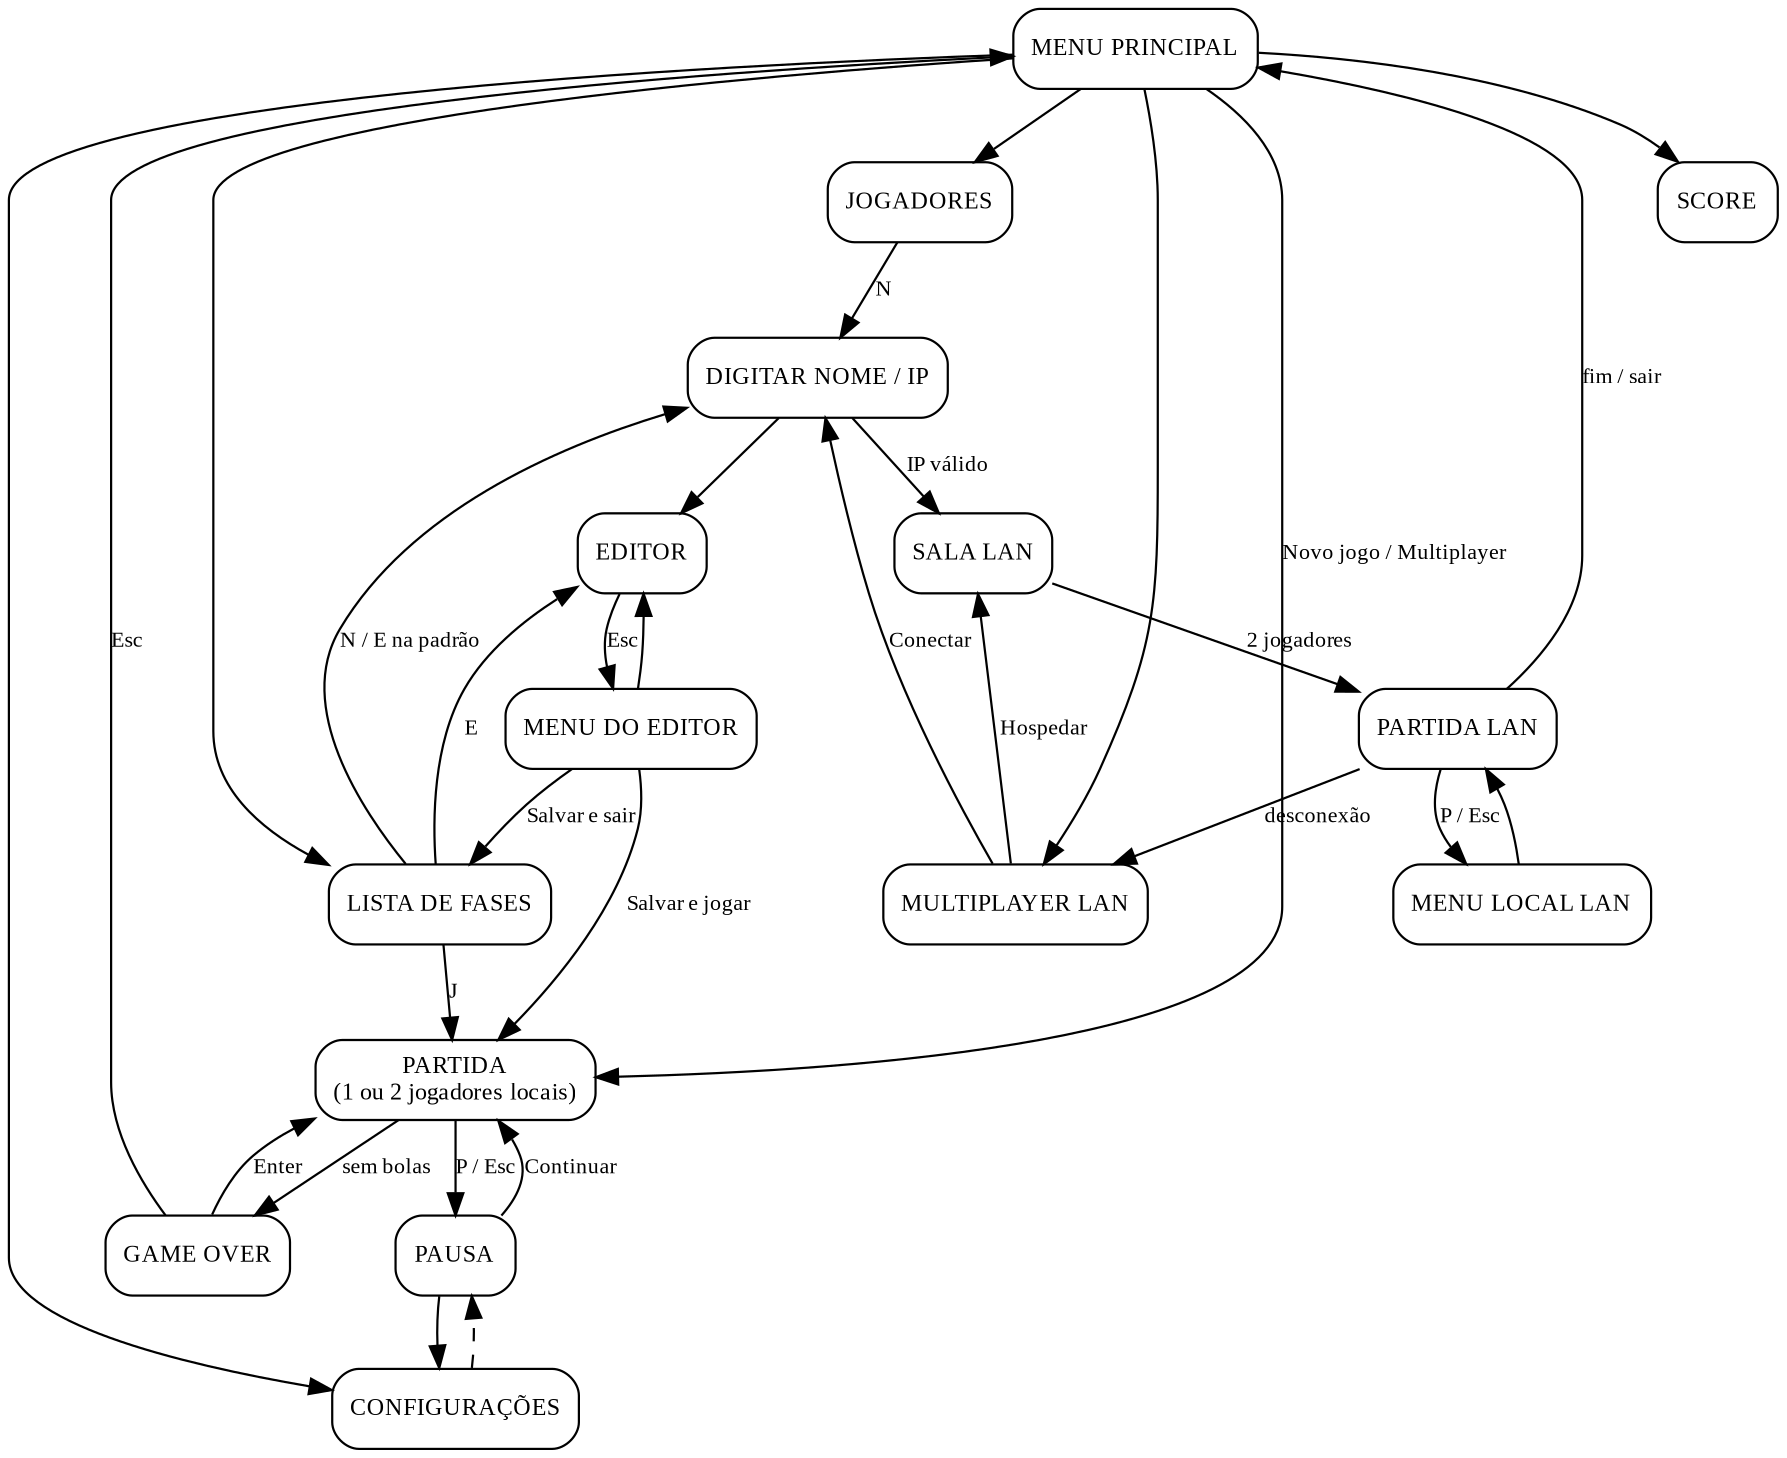 MENU PRINCIPAL
JOGADORES
SCORE
N
DIGITAR NOME / IP
fim / sair
IP válido
EDITOR
SALA LAN
Novo jogo / Multiplayer
Esc
N / E na padrão
Esc
Conectar
2 jogadores
E
MENU DO EDITOR
Hospedar
PARTIDA LAN
Salvar e sair
desconexão
P / Esc
LISTA DE FASES
Salvar e jogar
MULTIPLAYER LAN
MENU LOCAL LAN
J
PARTIDA
(1 ou 2 jogadores locais)
Enter
sem bolas
P / Esc
Continuar
GAME OVER
PAUSA
CONFIGURAÇÕES